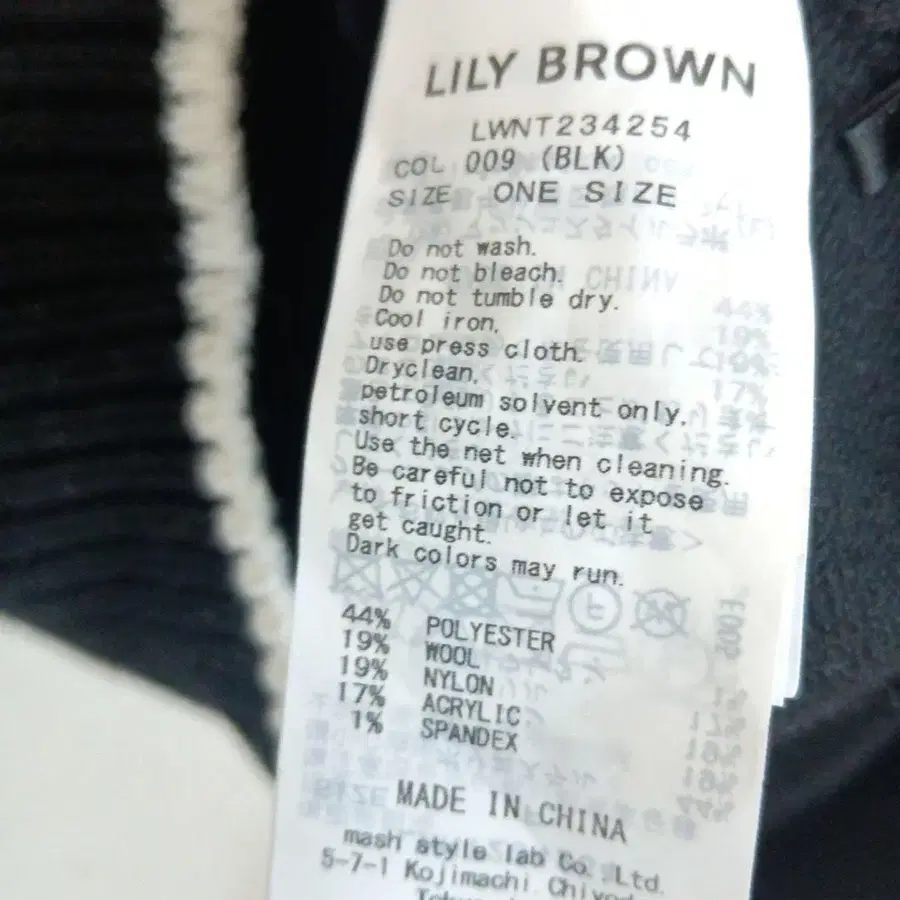 LILY BROWN
LWNT234254
COL 009 (BLK)
SIZE ONE SIZE
Do not wash.
Do not bleach.
Do not tumble dry.
Cool iron,
use press cloth.
Dryclean,
petroleum solvent only,
short cycle.
Use the net when cleaning.
Be careful not to expose
to friction or let it
get caught.
Dark colors may run.
44% POLYESTER
19% WOOL
19% NYLON
17% ACRYLIC
1% SPANDEX
MADE IN CHINA
mash style lab Co.,Ltd.
5-7-1 Kojimachi